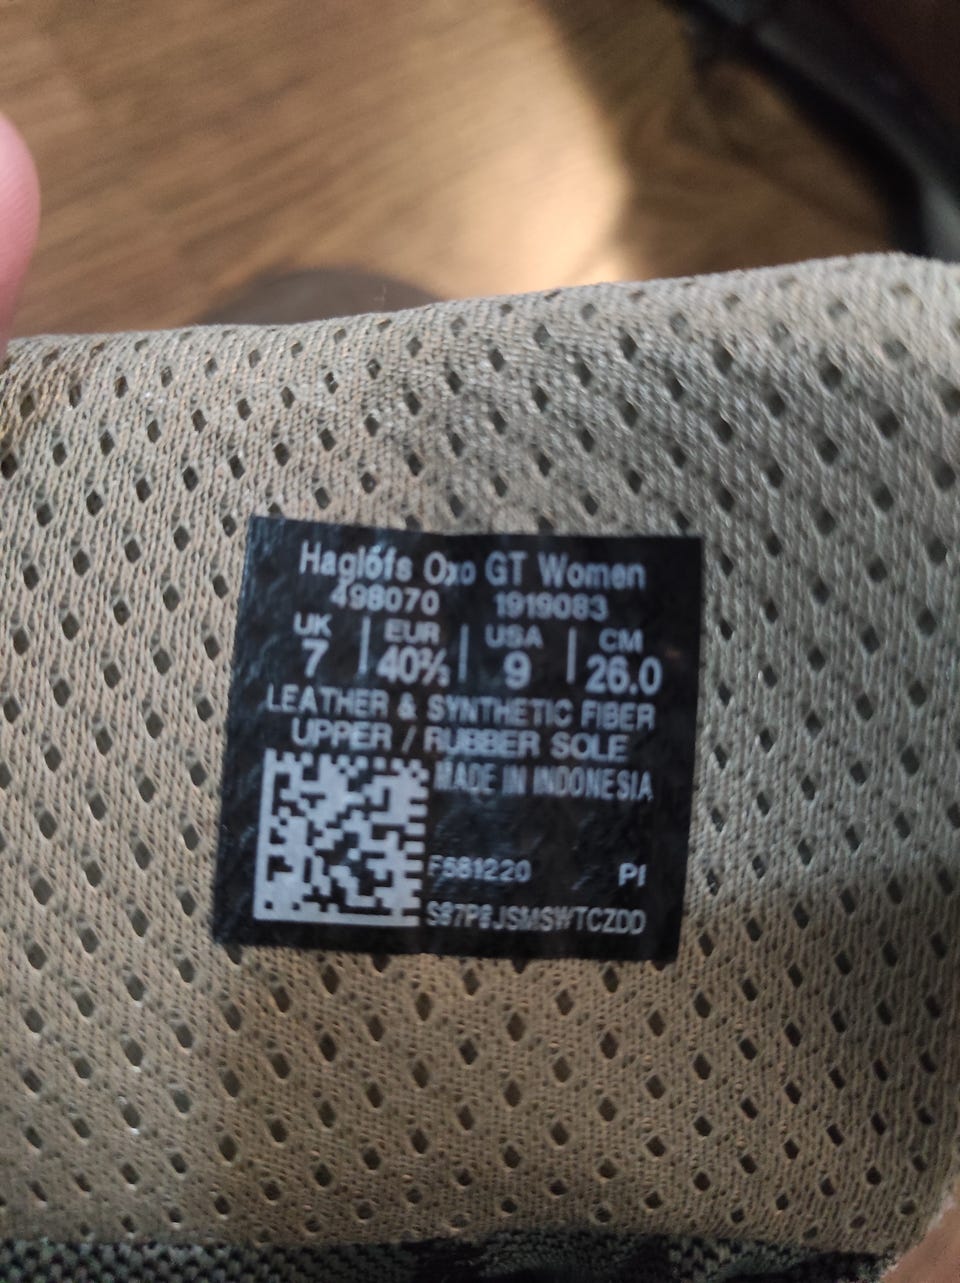 Haglöfs Oxo GT Women
498070 1919083
UK | EUR | USA | CM
7 | 40⅔ | 9 | 26.0
LEATHER & SYNTHETIC FIBER
UPPER / RUBBER SOLE
MADE IN INDONESIA
F581220 PI